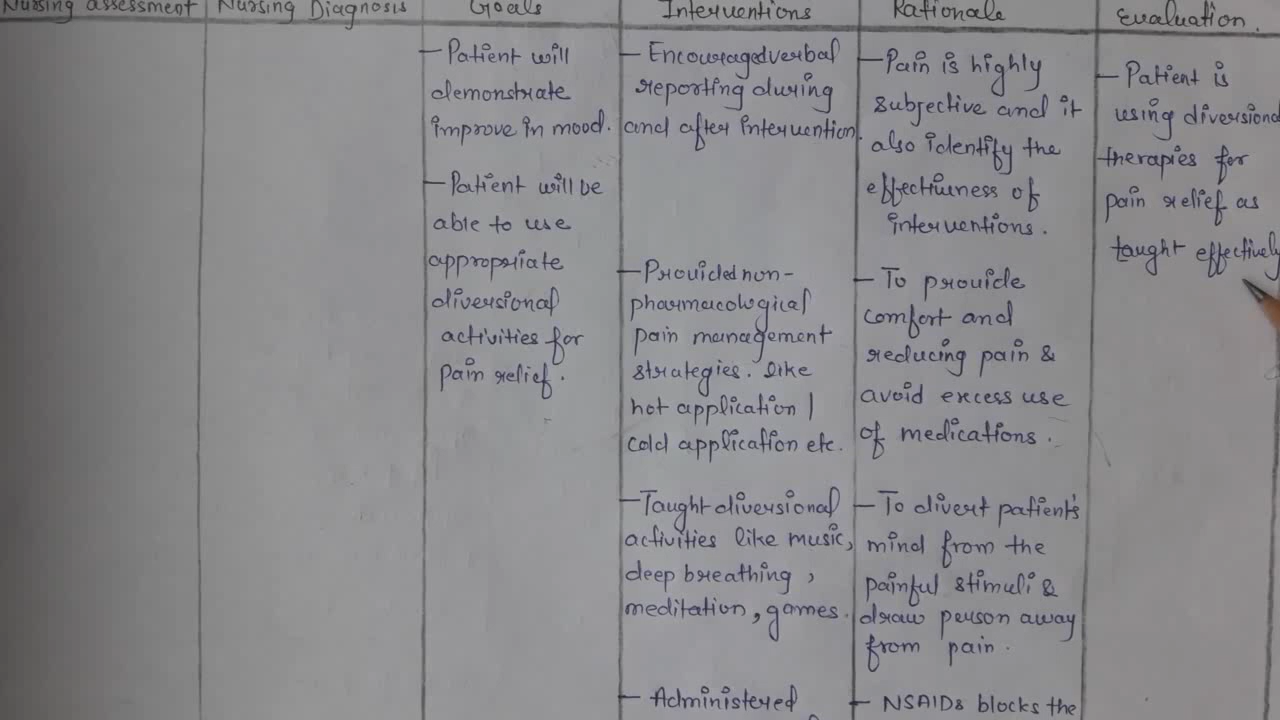 Nursing assessment
Nursing Diagnosis
Goals
Interventions
Rationale
Evaluation.
– Patient will
demonstrate
improve in mood.
– Patient will be
able to use
appropriate
diversional
activities for
pain relief.
– Encouraged verbal
reporting during
and after intervention.
– Provided non-
pharmacological
pain management
strategies. like
hot application |
cold application etc.
– Taught diversional
activities like music,
deep breathing,
meditation, games.
– Administered
– Pain is highly
subjective and it
also identify the
effectiveness of
interventions.
– To provide
comfort and
reducing pain &
avoid excess use
of medications.
– To divert patient's
mind from the
painful stimuli &
draw person away
from pain.
– NSAIDs blocks the
– Patient is
using diversional
therapies for
pain relief as
taught effectively